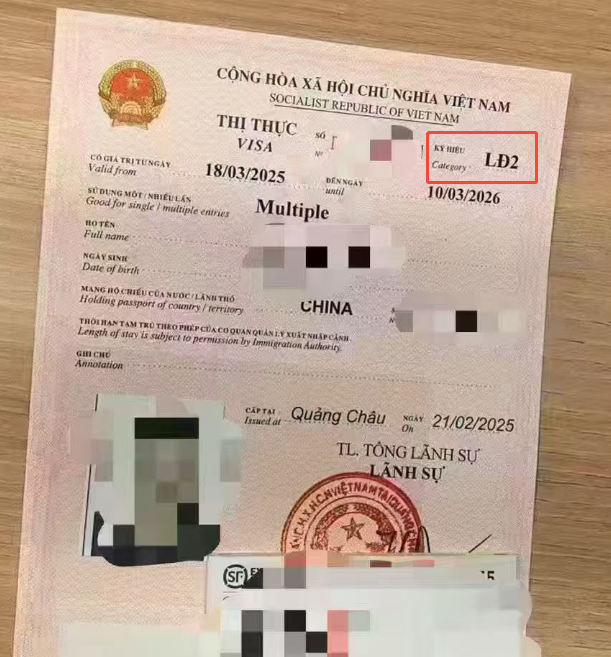 CỘNG HÒA XÃ HỘI CHỦ NGHĨA VIỆT NAM
SOCIALIST REPUBLIC OF VIET NAM
THỊ THỰC
VISA
SỐ
Nº
KÝ HIỆU
Category
LĐ2
CÓ GIÁ TRỊ TỪ NGÀY
Valid from
18/03/2025
ĐẾN NGÀY
until
10/03/2026
SỬ DỤNG MỘT / NHIỀU LẦN
Good for single / multiple entries
Multiple
HỌ TÊN
Full name
NGÀY SINH
Date of birth
MANG HỘ CHIẾU CỦA NƯỚC / LÃNH THỔ
Holding passport of country / territory
CHINA
THỜI HẠN TẠM TRÚ THEO PHÉP CỦA CƠ QUAN QUẢN LÝ XUẤT NHẬP CẢNH
Length of stay is subject to permission by Immigration Authority.
GHI CHÚ
Annotation
CẤP TẠI
Issued at
Quảng Châu
NGÀY
On
21/02/2025
TL. TỔNG LÃNH SỰ
LÃNH SỰ
SF